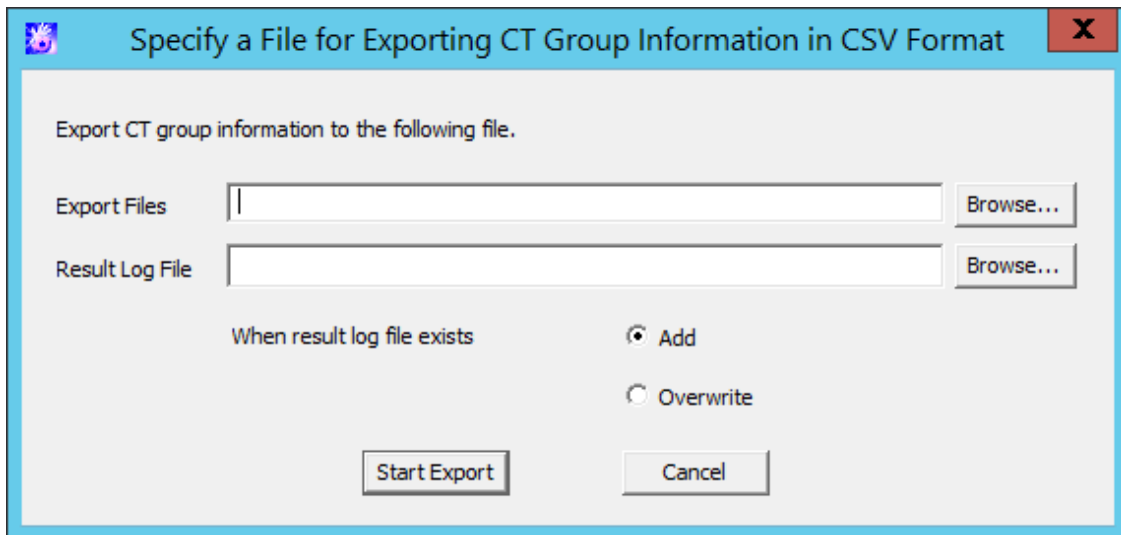 Specify a File for Exporting CT Group Information in CSV Format
X
Export CT group information to the following file.
Export Files
Browse...
Result Log File
Browse...
When result log file exists
Add
Overwrite
Start Export
Cancel